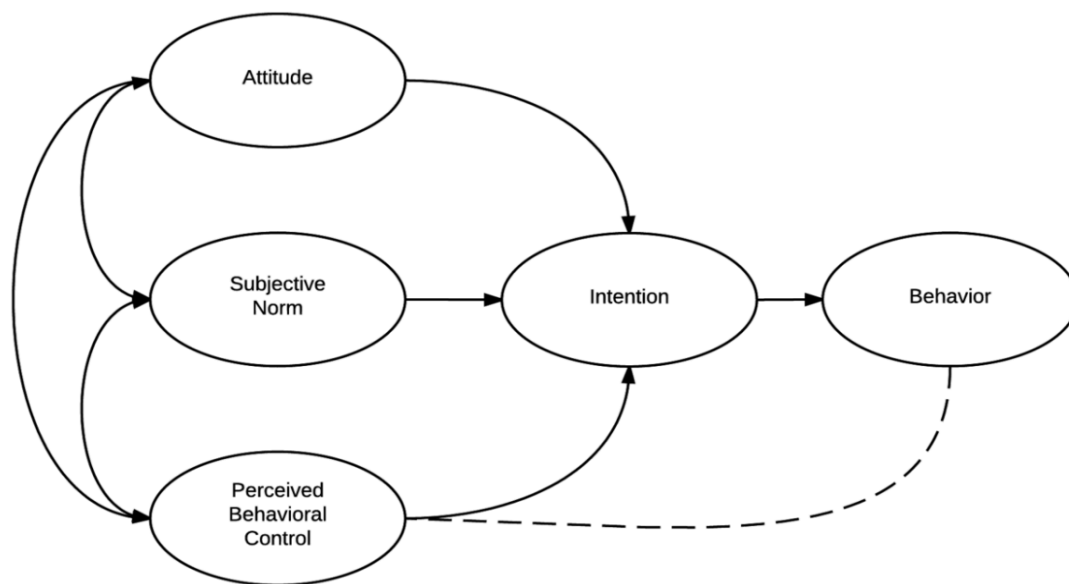 Attitude
Subjective
Norm
Intention
Behavior
Perceived
Behavioral
Control